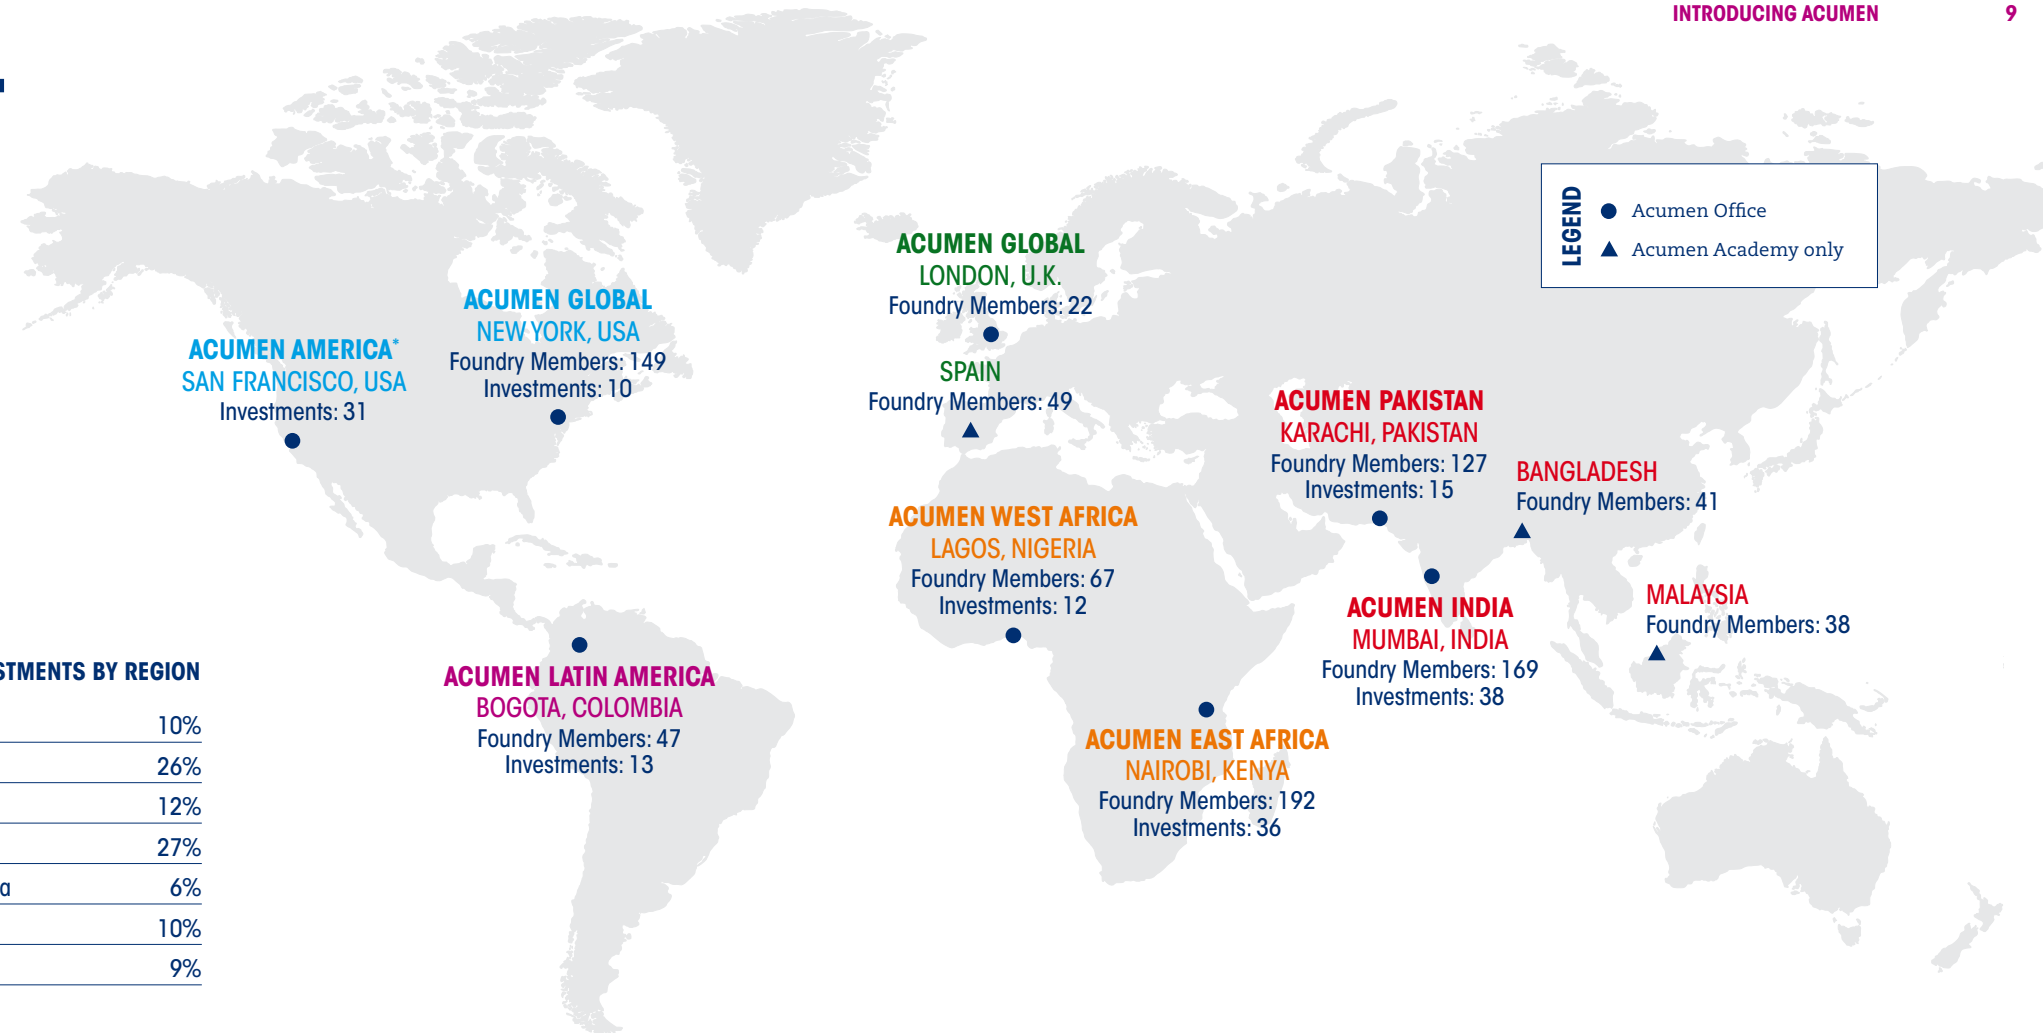 INTRODUCING ACUMEN 9
LEGEND
Acumen Office
Acumen Academy only
ACUMEN AMERICA*
SAN FRANCISCO, USA
Investments: 31
ACUMEN GLOBAL
NEW YORK, USA
Foundry Members: 149
Investments: 10
ACUMEN GLOBAL
LONDON, U.K.
Foundry Members: 22
SPAIN
Foundry Members: 49
ACUMEN PAKISTAN
KARACHI, PAKISTAN
Foundry Members: 127
Investments: 15
BANGLADESH
Foundry Members: 41
ACUMEN WEST AFRICA
LAGOS, NIGERIA
Foundry Members: 67
Investments: 12
ACUMEN INDIA
MUMBAI, INDIA
Foundry Members: 169
Investments: 38
MALAYSIA
Foundry Members: 38
ACUMEN LATIN AMERICA
BOGOTA, COLOMBIA
Foundry Members: 47
Investments: 13
ACUMEN EAST AFRICA
NAIROBI, KENYA
Foundry Members: 192
Investments: 36
STMENTS BY REGION
10%
26%
12%
27%
a 6%
10%
9%